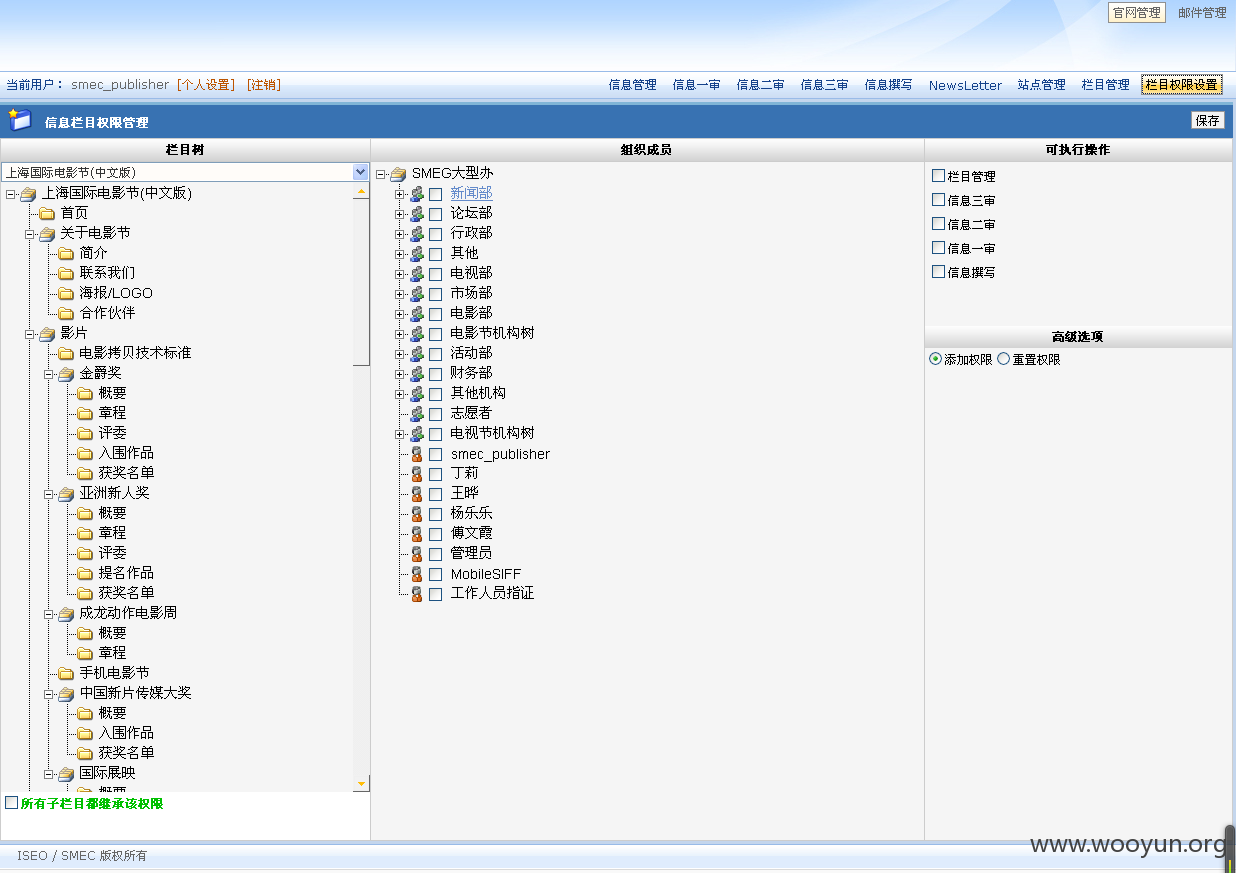 官网管理 邮件管理
当前用户： smec_publisher [个人设置] [注销] 信息管理 信息一审 信息二审 信息三审 信息撰写 NewsLetter 站点管理 栏目管理 栏目权限设置
信息栏目权限管理 保存
栏目树
上海国际电影节(中文版)
上海国际电影节(中文版)
首页
关于电影节
简介
联系我们
海报/LOGO
合作伙伴
影片
电影拷贝技术标准
金爵奖
概要
章程
评委
入围作品
获奖名单
亚洲新人奖
概要
章程
评委
提名作品
获奖名单
成龙动作电影周
概要
章程
手机电影节
中国新片传媒大奖
概要
入围作品
获奖名单
国际展映
概要
所有子栏目都继承该权限
组织成员
SMEG大型办
新闻部
论坛部
行政部
其他
电视部
市场部
电影部
电影节机构树
活动部
财务部
其他机构
志愿者
电视节机构树
smec_publisher
丁莉
王晔
杨乐乐
傅文霞
管理员
MobileSIFF
工作人员指证
可执行操作
栏目管理
信息三审
信息二审
信息一审
信息撰写
高级选项
添加权限 重置权限
ISEO / SMEC 版权所有
www.wooyun.org